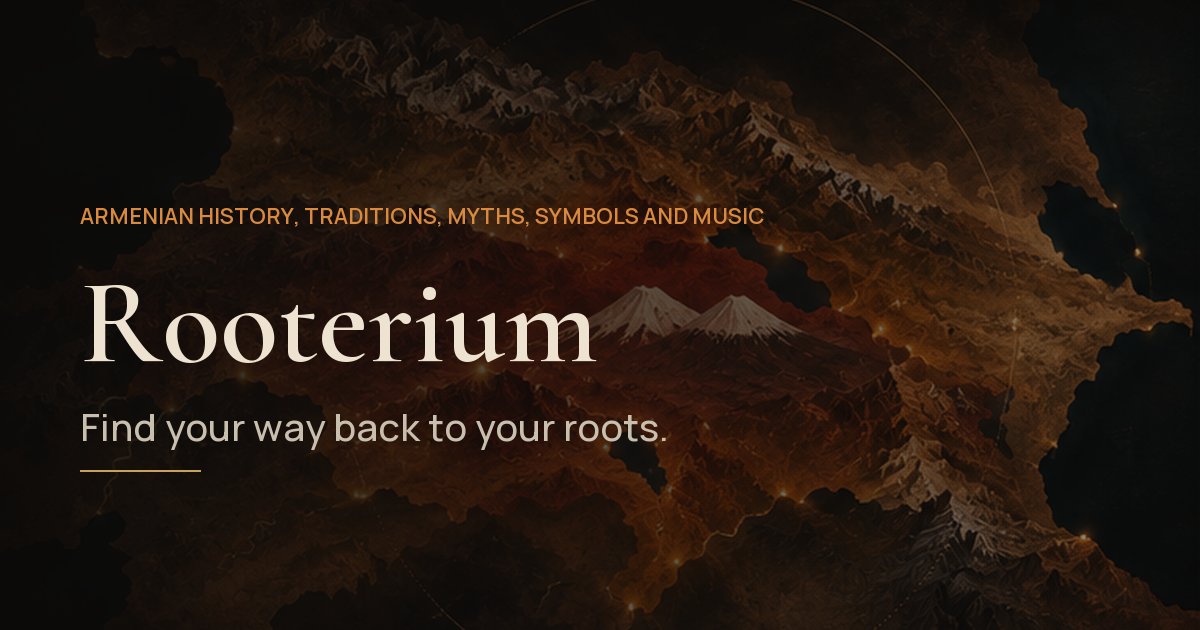 ARMENIAN HISTORY, TRADITIONS, MYTHS, SYMBOLS AND MUSIC
Rooterium
Find your way back to your roots.